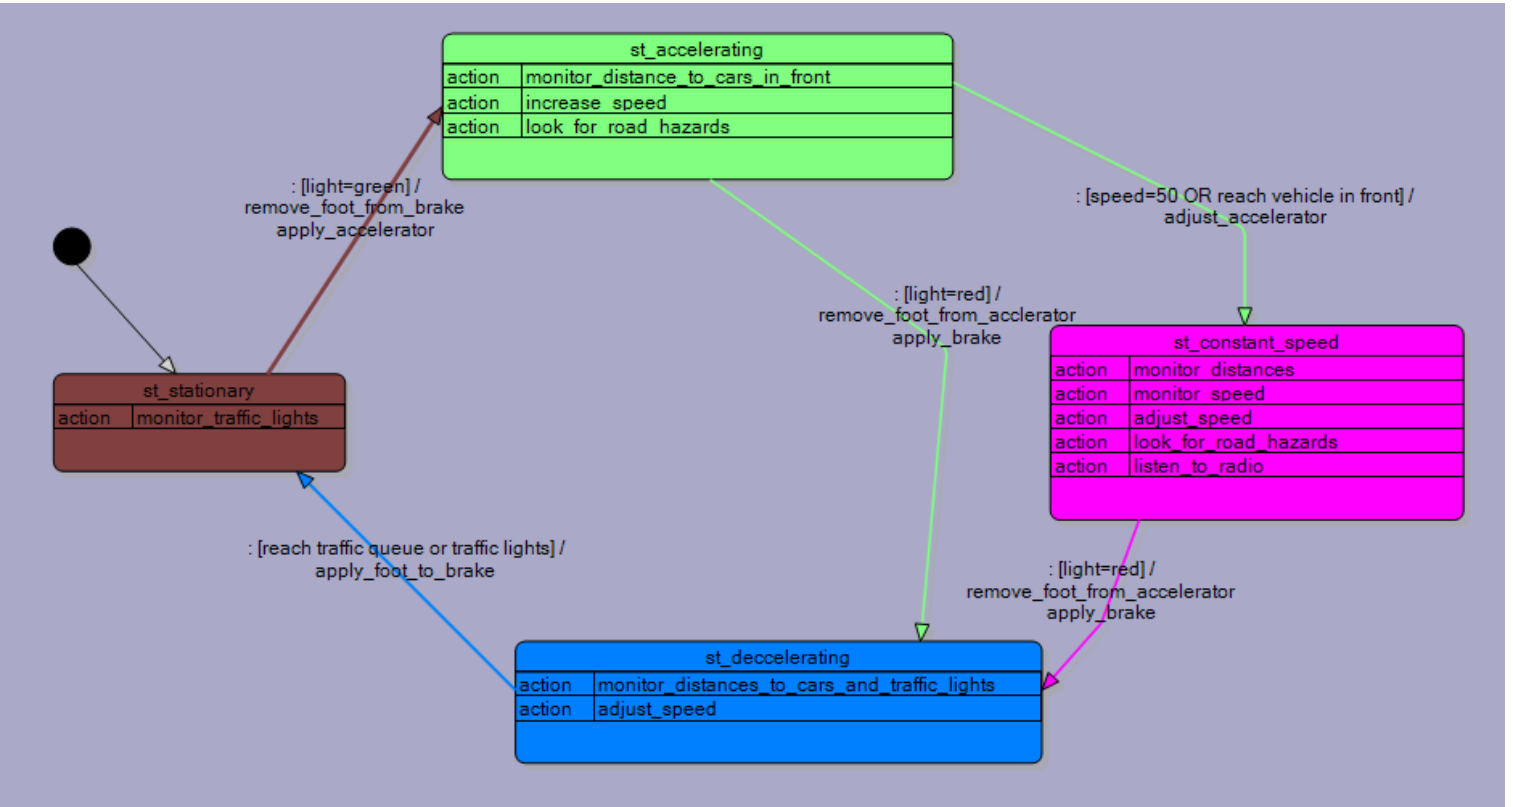 st_accelerating
action monitor_distance_to_cars_in_front
action increase_speed
action look_for_road_hazards
: [light=green] /
remove_foot_from_brake
apply_accelerator
: [speed=50 OR reach vehicle in front] /
adjust_accelerator
: [light=red] /
remove_foot_from_acclerator
apply_brake
st_constant_speed
action monitor_distances
action monitor_speed
action adjust_speed
action look_for_road_hazards
action listen_to_radio
st_stationary
action monitor_traffic_lights
: [reach traffic queue or traffic lights] /
apply_foot_to_brake
: [light=red] /
remove_foot_from_accelerator
apply_brake
st_deccelerating
action monitor_distances_to_cars_and_traffic_lights
action adjust_speed